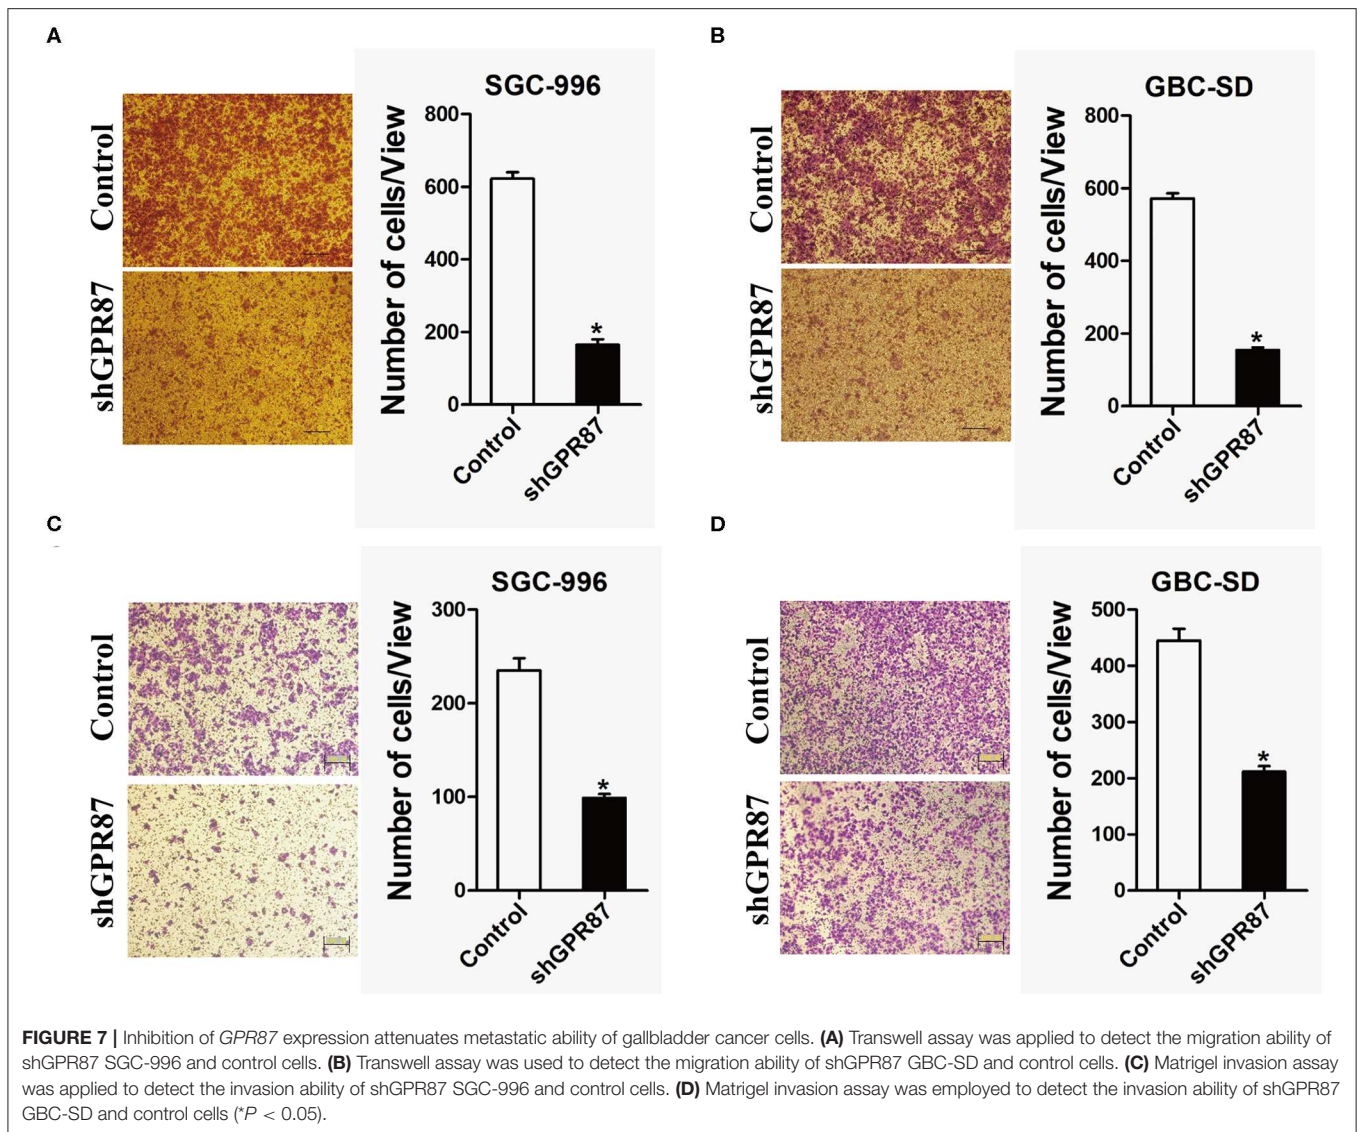 A
SGC-996
Number of cells/View
800
600
400
200
0
Control
shGPR87
*
Control
shGPR87
B
GBC-SD
Number of cells/View
800
600
400
200
0
Control
shGPR87
*
Control
shGPR87
C
SGC-996
Number of cells/View
300
200
100
0
Control
shGPR87
*
Control
shGPR87
D
GBC-SD
Number of cells/View
500
400
300
200
100
0
Control
shGPR87
*
Control
shGPR87
FIGURE 7 | Inhibition of GPR87 expression attenuates metastatic ability of gallbladder cancer cells. (A) Transwell assay was applied to detect the migration ability of
shGPR87 SGC-996 and control cells. (B) Transwell assay was used to detect the migration ability of shGPR87 GBC-SD and control cells. (C) Matrigel invasion assay
was applied to detect the invasion ability of shGPR87 SGC-996 and control cells. (D) Matrigel invasion assay was employed to detect the invasion ability of shGPR87
GBC-SD and control cells (*P < 0.05).